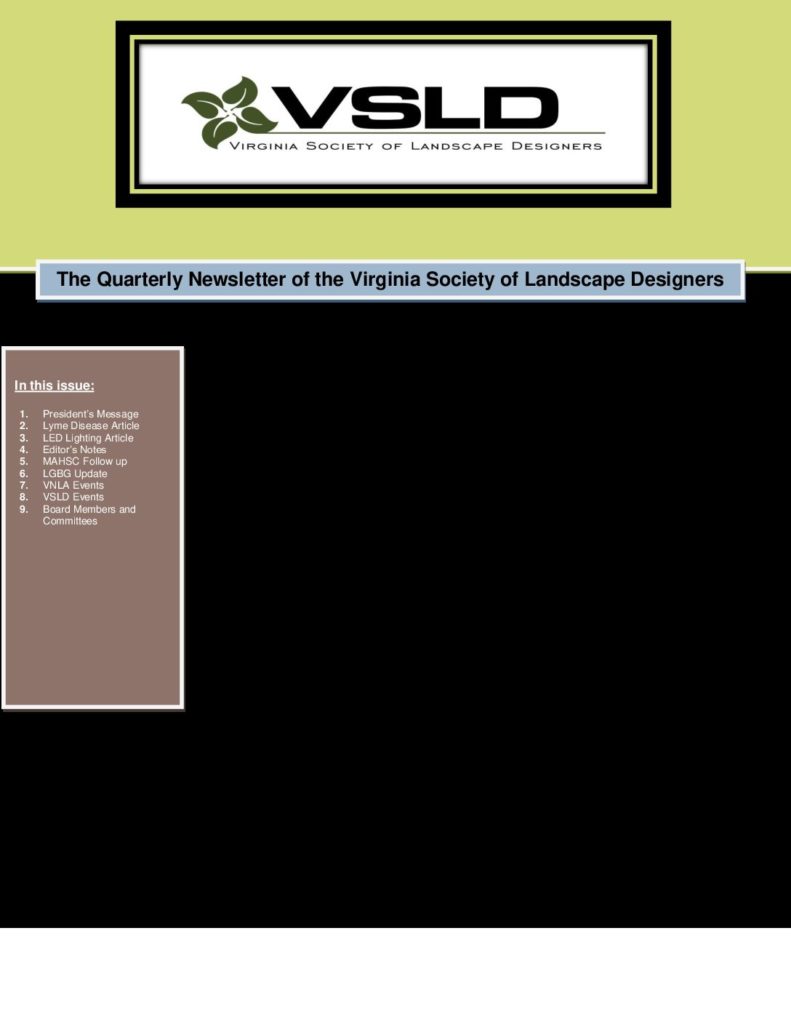 VSLD
Virginia Society of Landscape Designers
The Quarterly Newsletter of the Virginia Society of Landscape Designers
In this issue:
1. President's Message
2. Lyme Disease Article
3. LED Lighting Article
4. Editor's Notes
5. MAHSC Follow up
6. LGBG Update
7. VNLA Events
8. VSLD Events
9. Board Members and
Committees